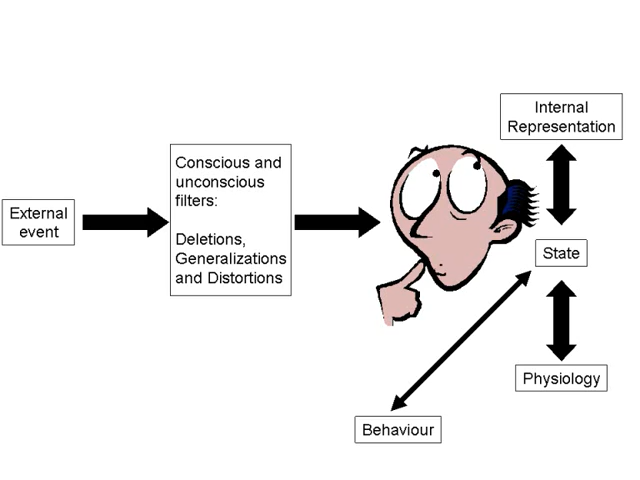 External
event
Conscious and
unconscious
filters:
Deletions,
Generalizations
and Distortions
Internal
Representation
State
Physiology
Behaviour